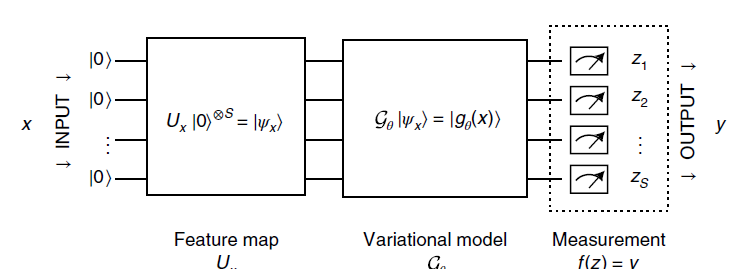 |0⟩
|0⟩
⋮
|0⟩
x
← INPUT →
U_x |0⟩^{⊗S} = |ψ_x⟩
𝒢_θ |ψ_x⟩ = |g_θ(x)⟩
z_1
z_2
⋮
z_S
← OUTPUT →
y
Feature map
Variational model
𝒢_θ
Measurement
f(z) = y